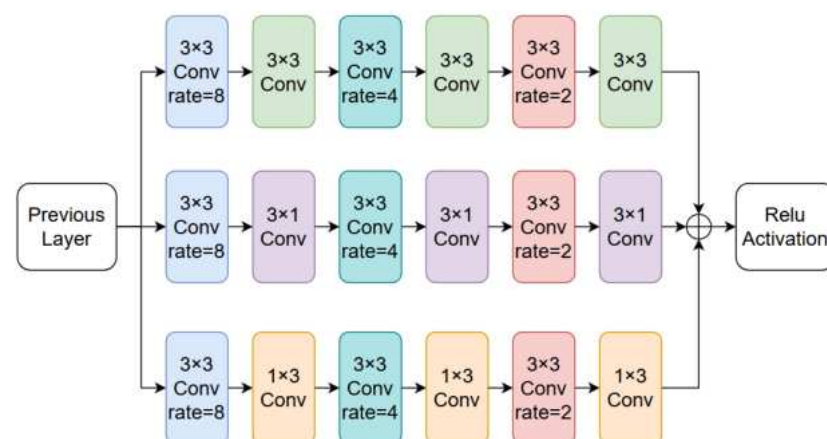 3×3
Conv
rate=8
3×3
Conv
3×3
Conv
rate=4
3×3
Conv
3×3
Conv
rate=2
3×3
Conv
Previous
Layer
3×3
Conv
rate=8
3×1
Conv
3×3
Conv
rate=4
3×1
Conv
3×3
Conv
rate=2
3×1
Conv
Relu
Activation
3×3
Conv
rate=8
1×3
Conv
3×3
Conv
rate=4
1×3
Conv
3×3
Conv
rate=2
1×3
Conv